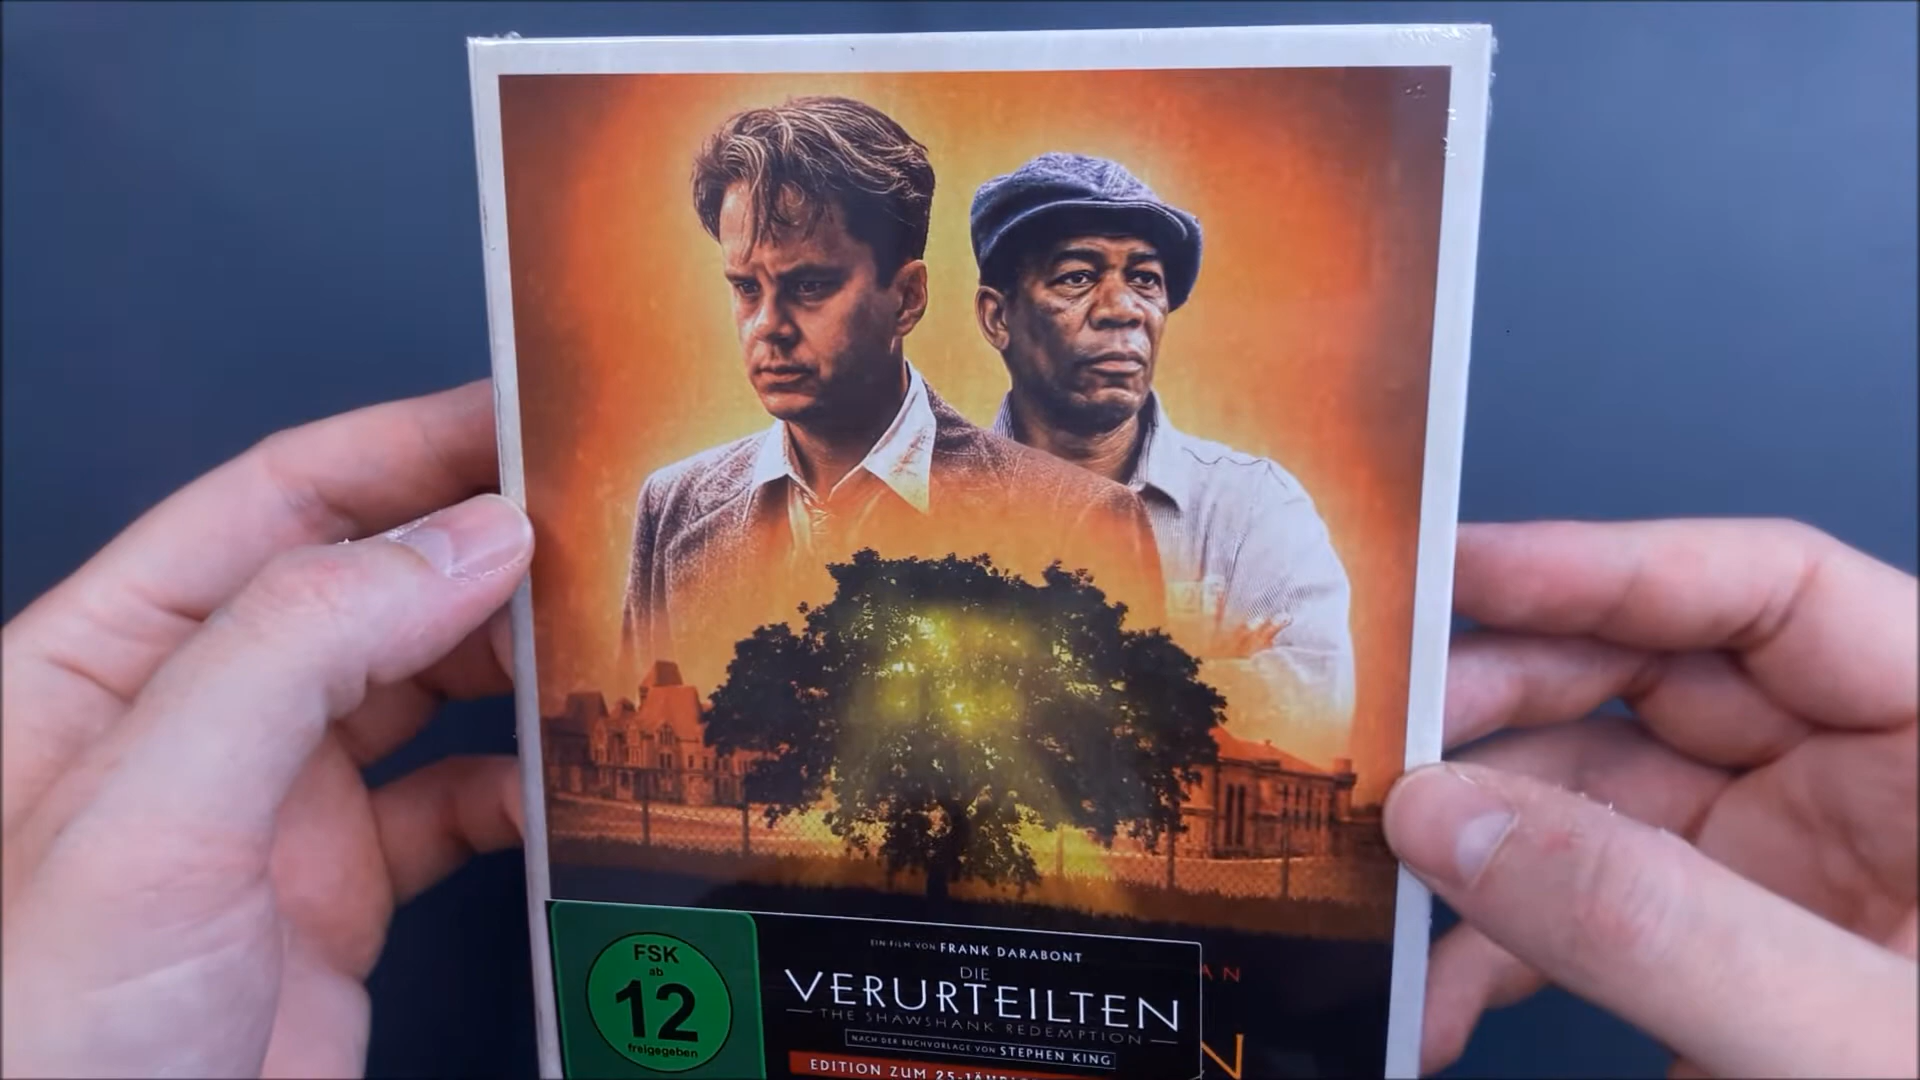 FSK
ab
12
freigegeben
EIN FILM VON FRANK DARABONT
DIE
VERURTEILTEN
THE SHAWSHANK REDEMPTION
NACH DER BUCHVORLAGE VON STEPHEN KING
EDITION ZUM
AN
N